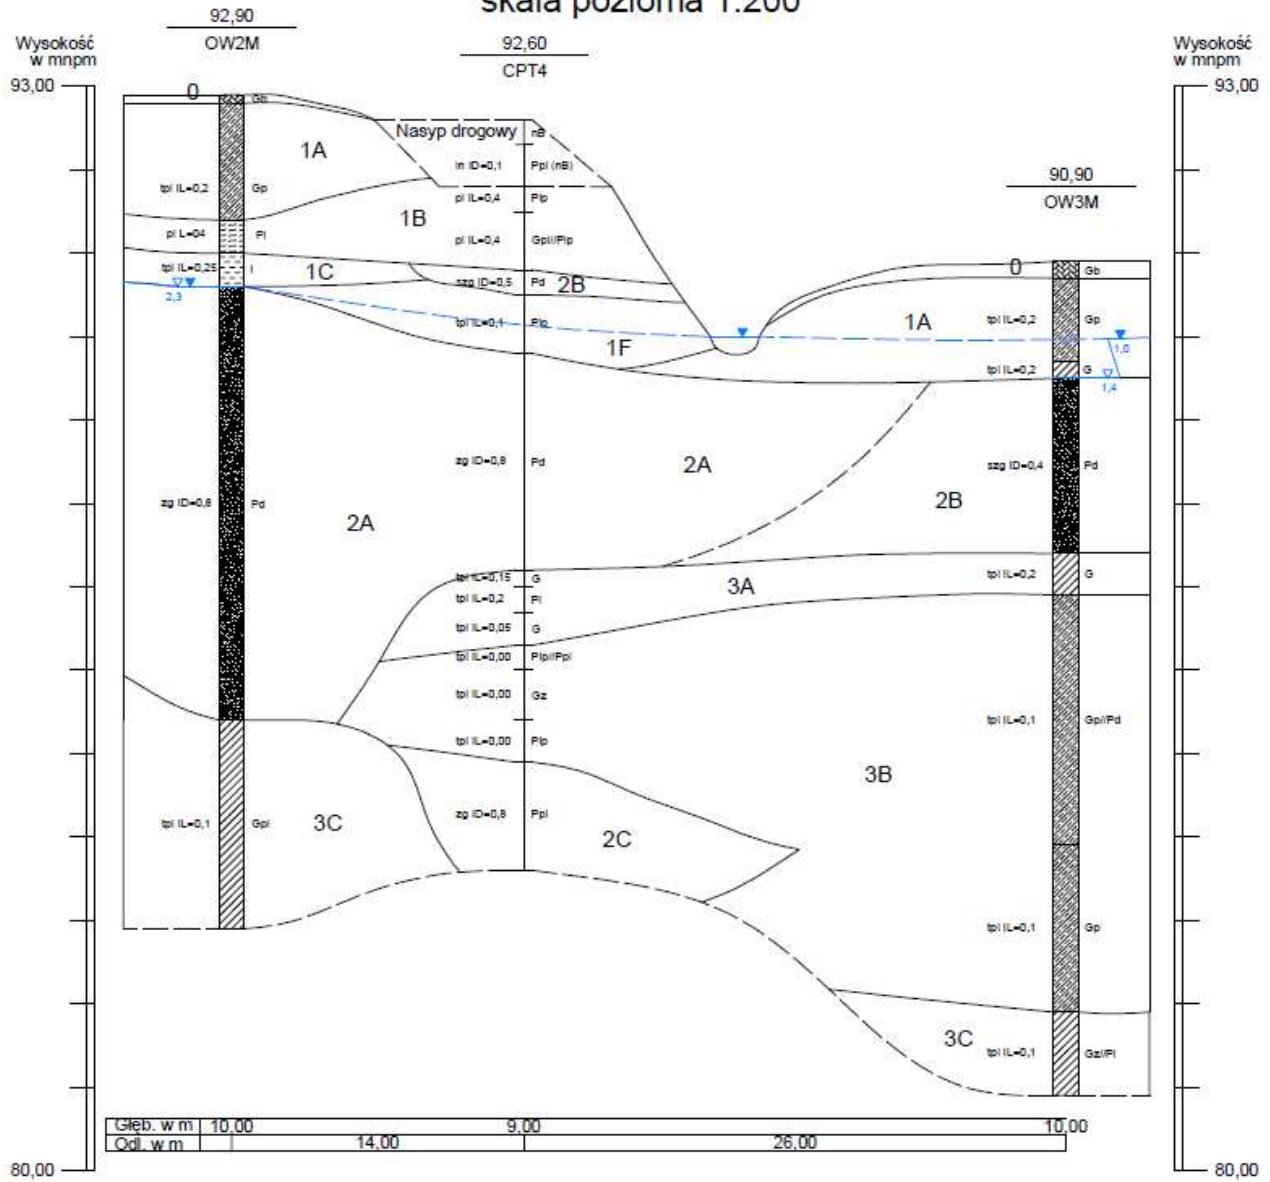 skala pozioma 1:200
92,90
OW2M
92,60
CPT4
90,90
OW3M
Wysokość
w mnpm
Wysokość
w mnpm
93,00
93,00
0
Gb
Nasyp drogowy
nB
1A
ln ID=0,1
Ppl (nB)
tpl IL=0,2
Gp
pl IL=0,4
Plp
1B
pl L=04
Pl
pl IL=0,4
Gpl//Plp
tpl IL=0,25
I
1C
szg ID=0,5
Pd
2B
0
Gb
2,3
tpl IL=0,1
Plp
1F
1A
tpl IL=0,2
Gp
1,0
tpl IL=0,2
G
1,4
zg ID=0,8
Pd
2A
szg ID=0,4
Pd
zg ID=0,8
Pd
2A
2B
tpl IL=0,15
G
tpl IL=0,2
Pl
tpl IL=0,05
G
3A
tpl IL=0,2
G
tpl IL=0,00
Plp//Ppl
tpl IL=0,00
Gz
tpl IL=0,00
Plp
tpl IL=0,1
Gp//Pd
3B
tpl IL=0,1
Gpl
3C
zg ID=0,8
Ppl
2C
tpl IL=0,1
Gp
3C
tpl IL=0,1
Gz//Pl
Głęb. w m 10,00 9,00 10,00
Odl. w m 14,00 26,00
80,00
80,00